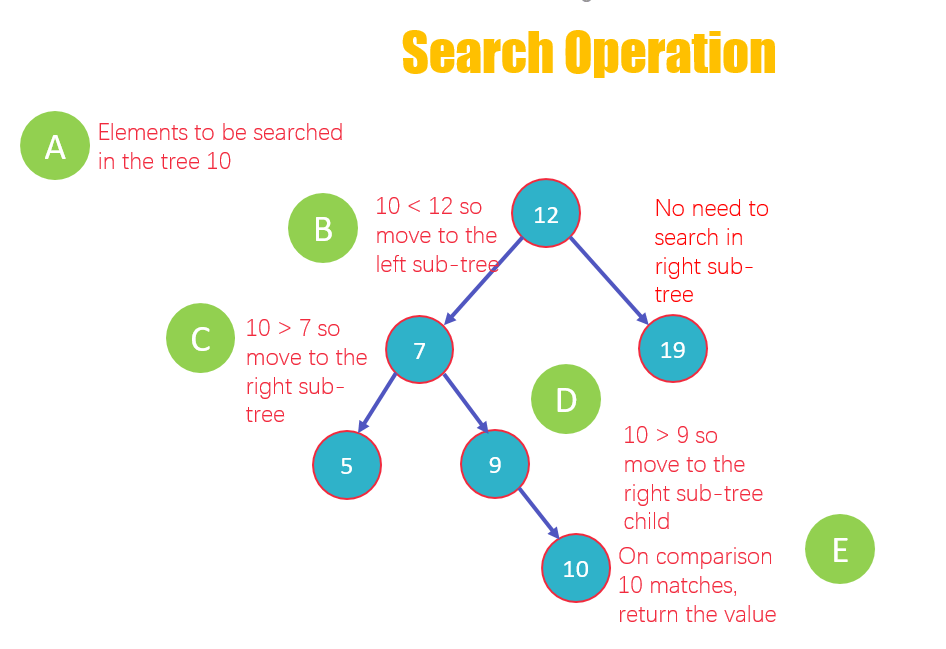 Search Operation
A
Elements to be searched
in the tree 10
B
10 < 12 so
move to the
left sub-tree
12
No need to
search in
right sub-
tree
C
10 > 7 so
move to the
right sub-
tree
7
19
D
10 > 9 so
move to the
right sub-tree
child
5
9
10
On comparison
10 matches,
return the value
E